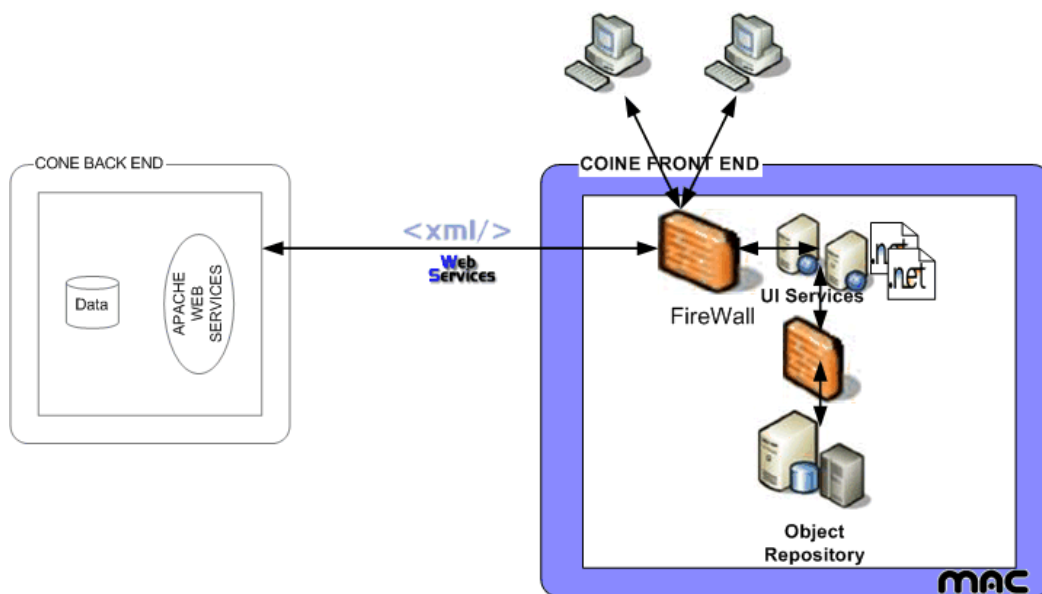 CONE BACK END
COINE FRONT END
<xml/>
Web
Services
Data
APACHE
WEB
SERVICES
FireWall
UI Services
.net
.net
Object
Repository
MAC